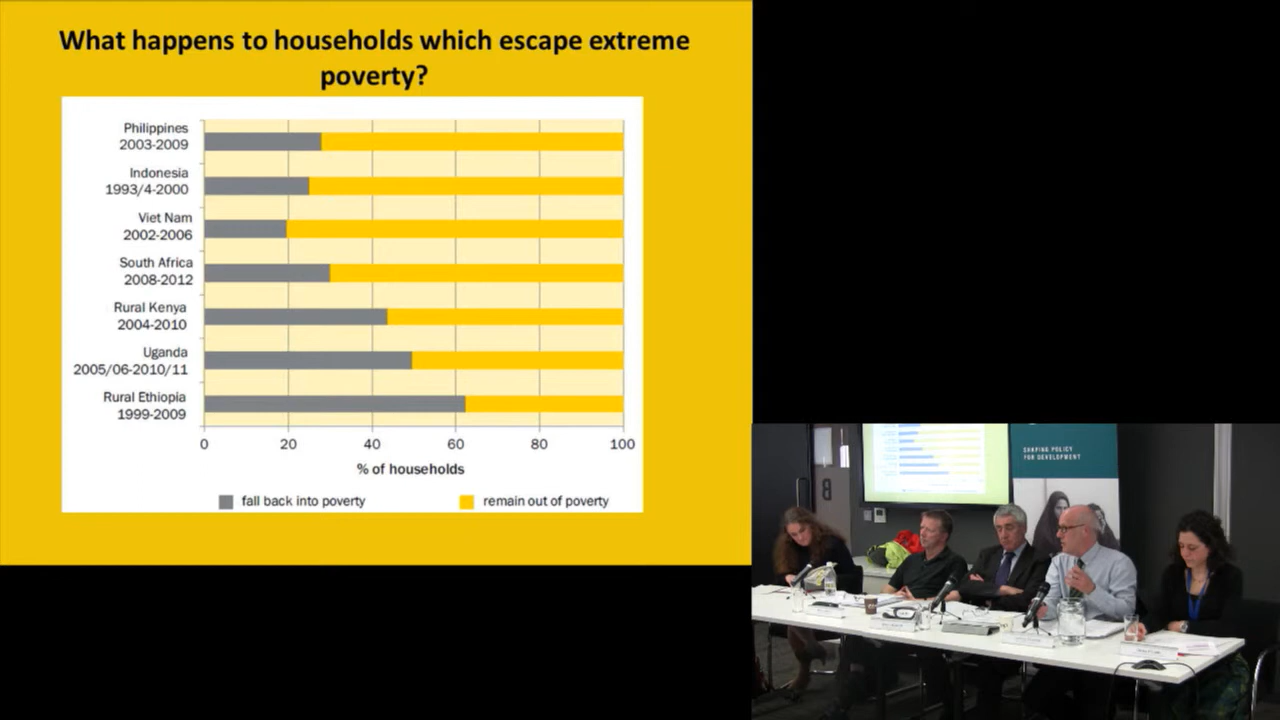 What happens to households which escape extreme
poverty?
Philippines
2003-2009
Indonesia
1993/4-2000
Viet Nam
2002-2006
South Africa
2008-2012
Rural Kenya
2004-2010
Uganda
2005/06-2010/11
Rural Ethiopia
1999-2009
0 20 40 60 80 100
% of households
fall back into poverty remain out of poverty
SHAPING POLICY
FOR DEVELOPMENT
B